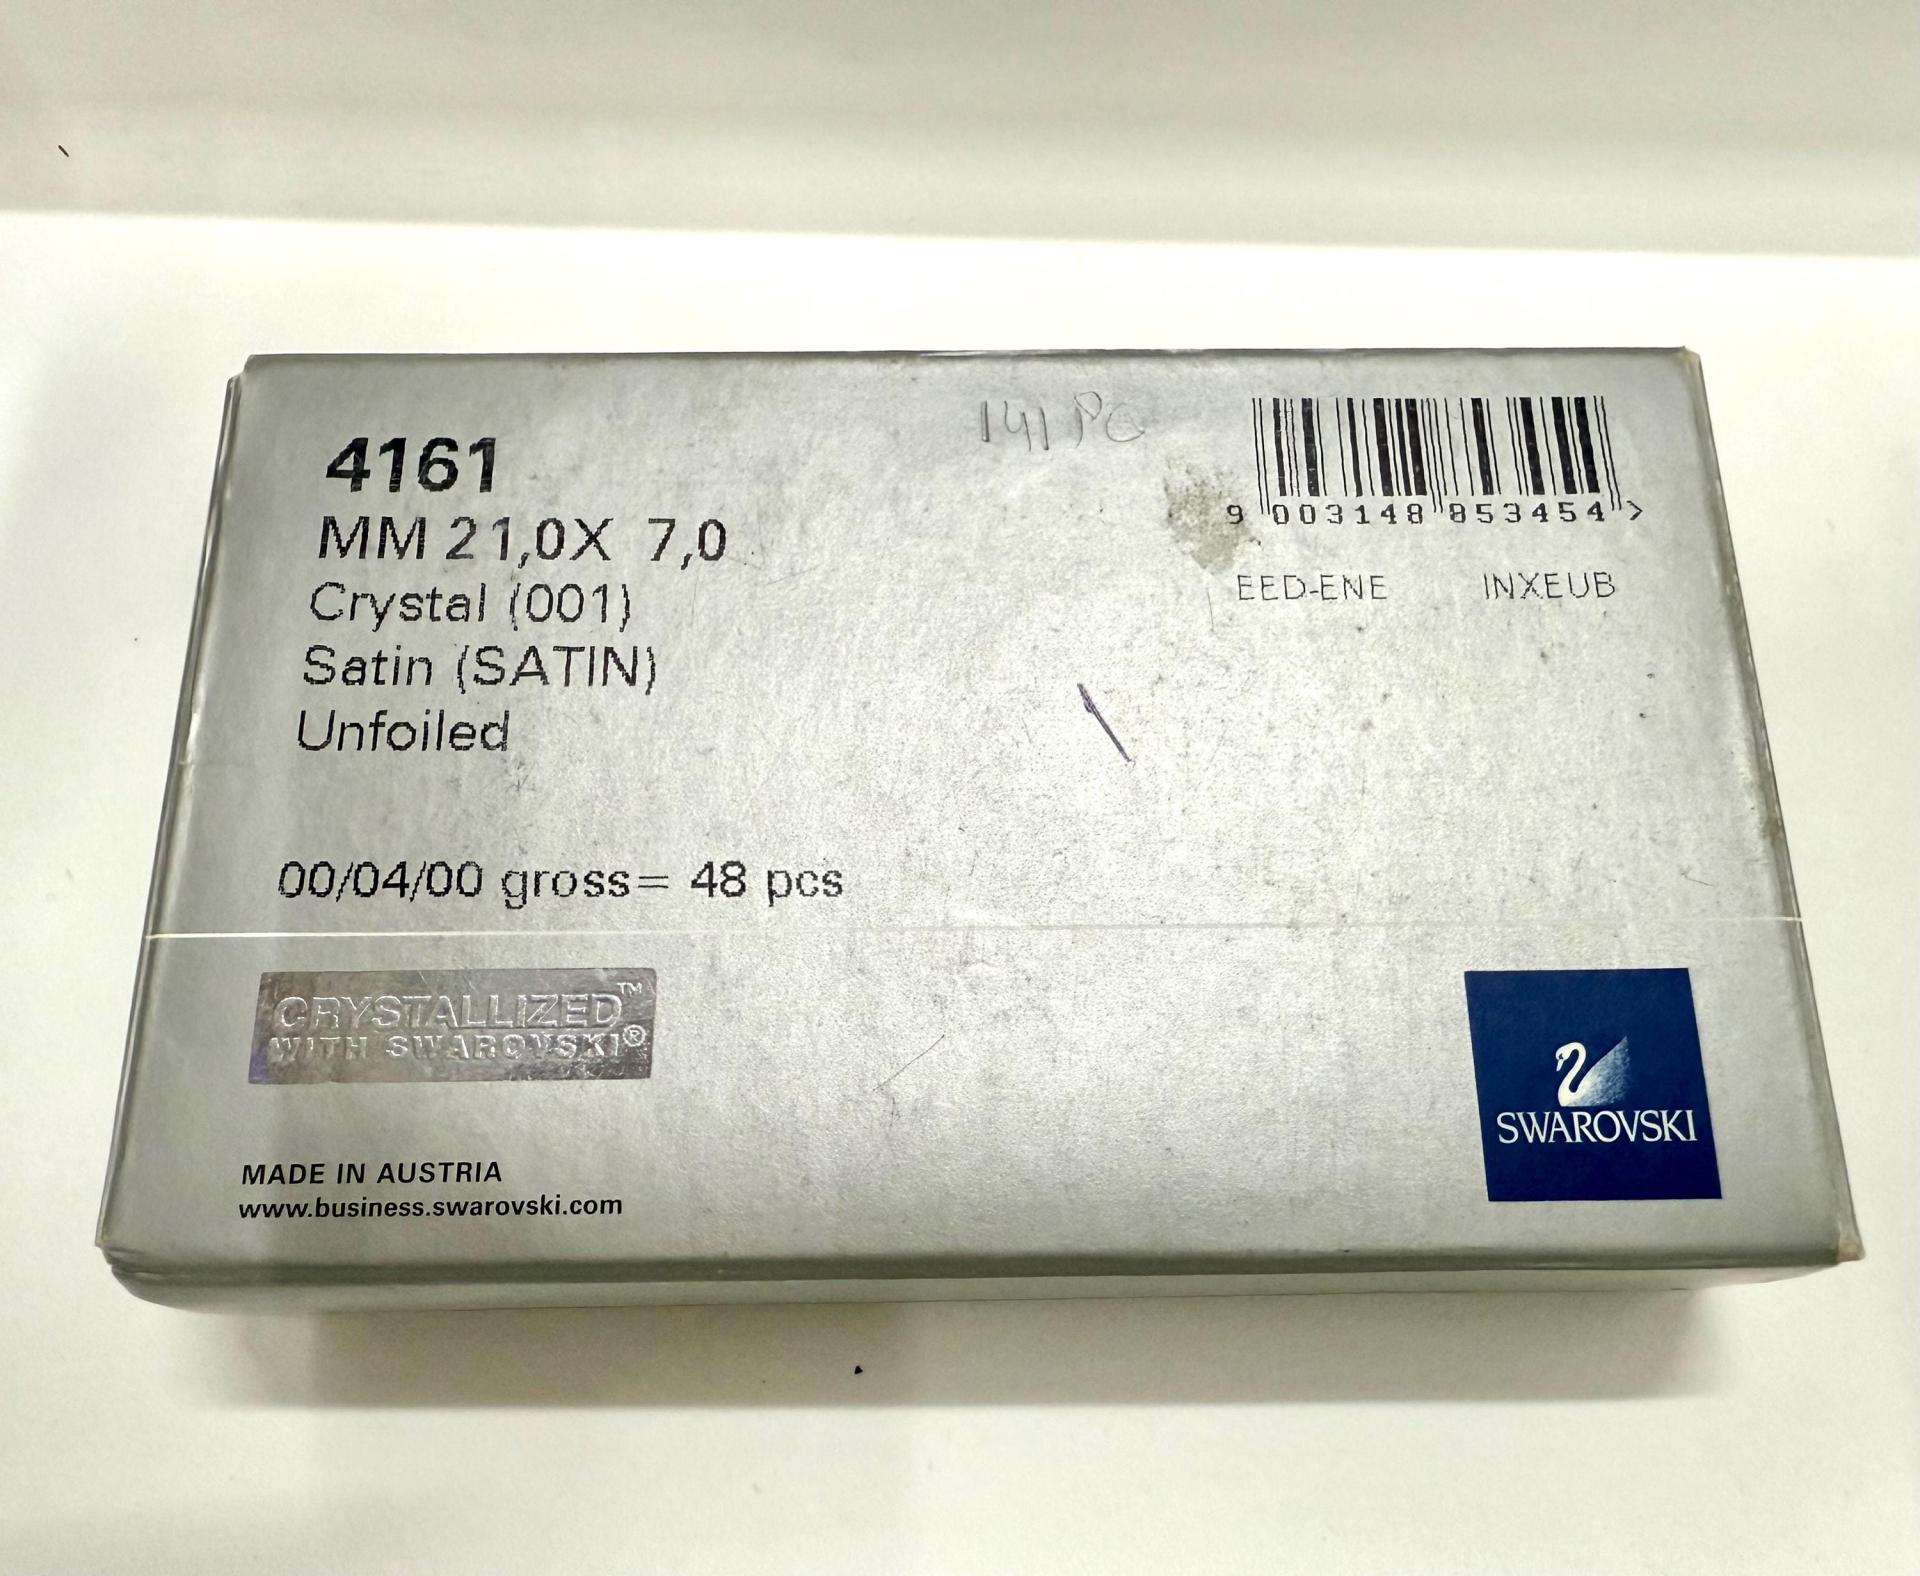 141 PC
4161
MM 21,0X 7,0
Crystal (001)
Satin (SATIN)
Unfoiled
9 003148 853454 >
EED-ENE INXEUB
00/04/00 gross= 48 pcs
CRYSTALLIZED™
WITH SWAROVSKI®
MADE IN AUSTRIA
www.business.swarovski.com
SWAROVSKI